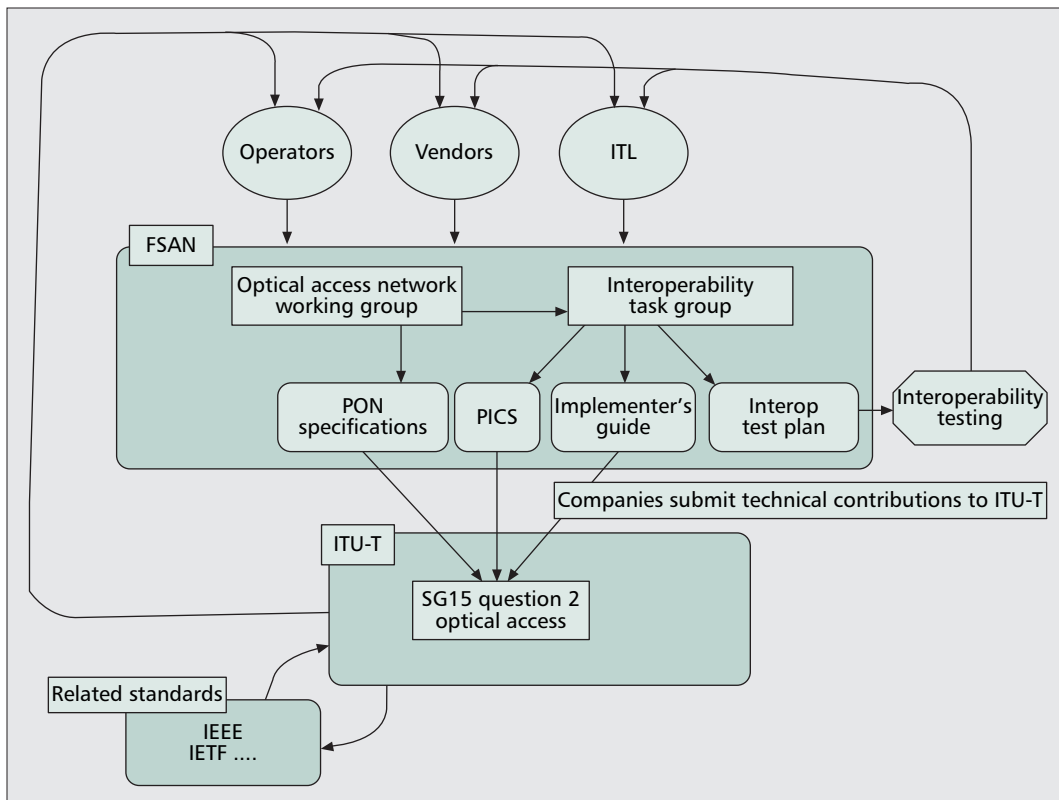 Operators
Vendors
ITL
FSAN
Optical access network
working group
Interoperability
task group
PON
specifications
PICS
Implementer's
guide
Interop
test plan
Interoperability
testing
Companies submit technical contributions to ITU-T
ITU-T
SG15 question 2
optical access
Related standards
IEEE
IETF ....